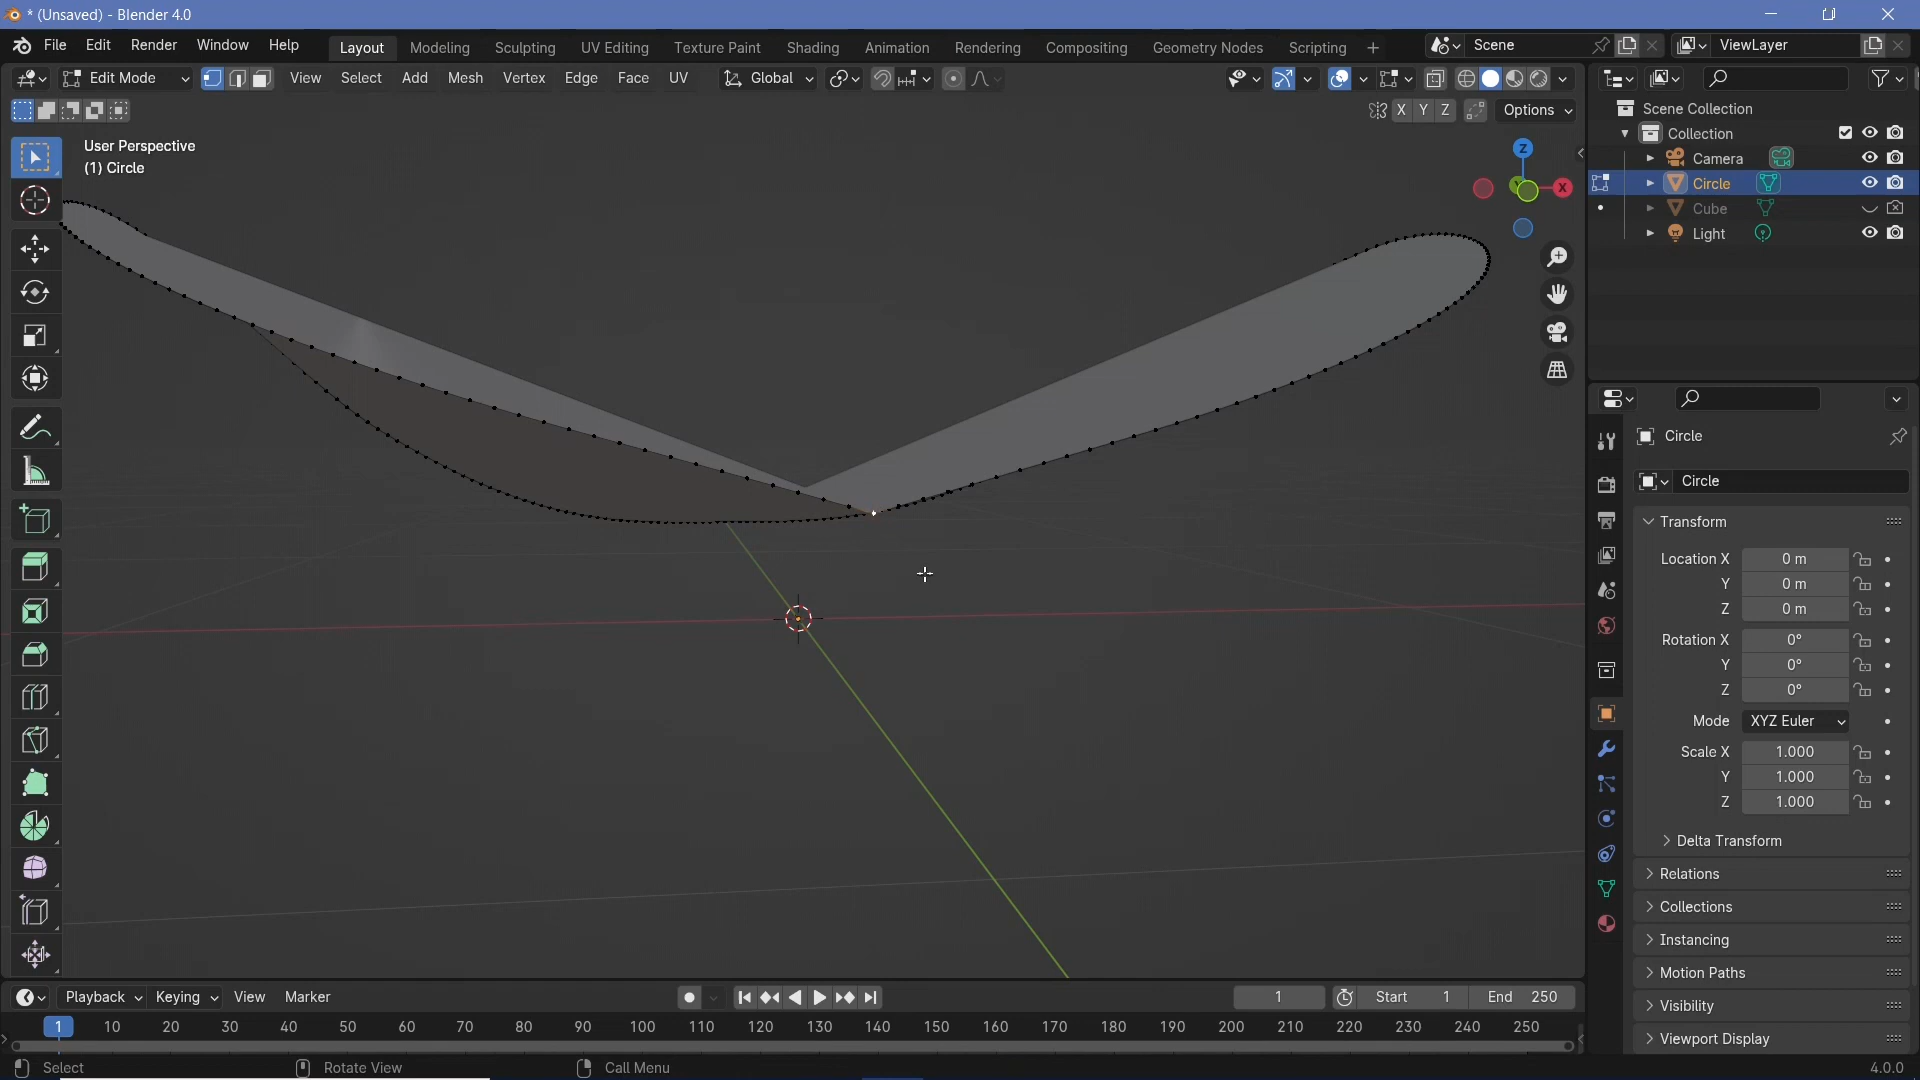 * (Unsaved) - Blender 4.0
File Edit Render Window Help
Layout Modeling Sculpting UV Editing Texture Paint Shading Animation Rendering Compositing Geometry Nodes Scripting +
Scene
ViewLayer
Edit Mode View Select Add Mesh Vertex Edge Face UV Global
X Y Z Options
User Perspective
(1) Circle
Z
X
Scene Collection
Collection
Camera
Circle
Cube
Light
Circle
Circle
Transform
Location X 0 m
Y 0 m
Z 0 m
Rotation X 0°
Y 0°
Z 0°
Mode XYZ Euler
Scale X 1.000
Y 1.000
Z 1.000
Delta Transform
Relations
Collections
Instancing
Motion Paths
Visibility
Viewport Display
Playback Keying View Marker
1 Start 1 End 250
1 10 20 30 40 50 60 70 80 90 100 110 120 130 140 150 160 170 180 190 200 210 220 230 240 250
Select Rotate View Call Menu 4.0.0